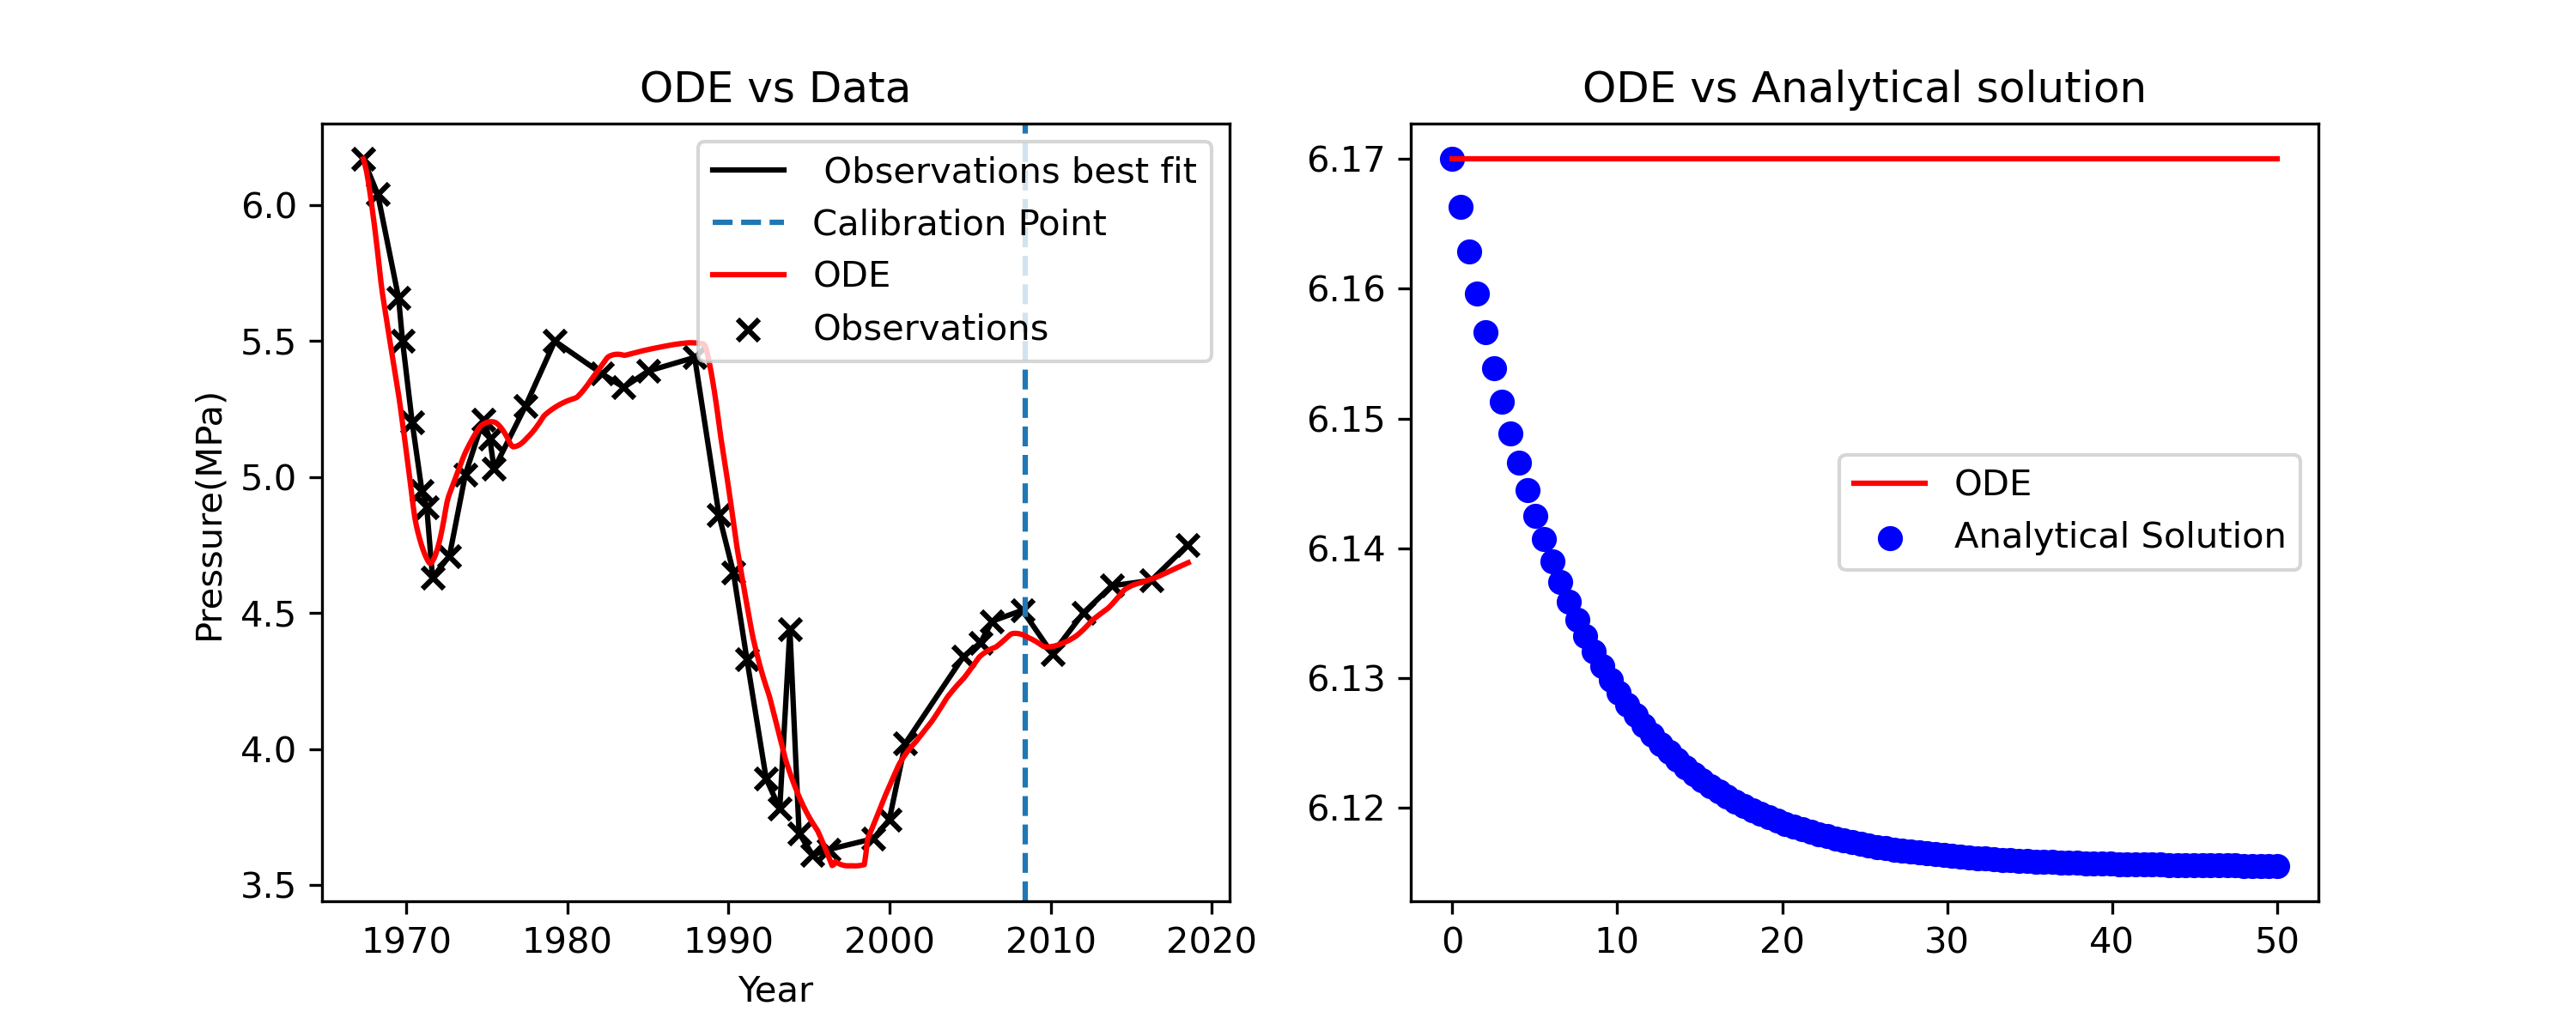 ODE vs Data
Pressure(MPa)
6.0
5.5
5.0
4.5
4.0
3.5
1970 1980 1990 2000 2010 2020
Year
Observations best fit
Calibration Point
ODE
Observations
ODE vs Analytical solution
6.17
6.16
6.15
6.14
6.13
6.12
0 10 20 30 40 50
ODE
Analytical Solution